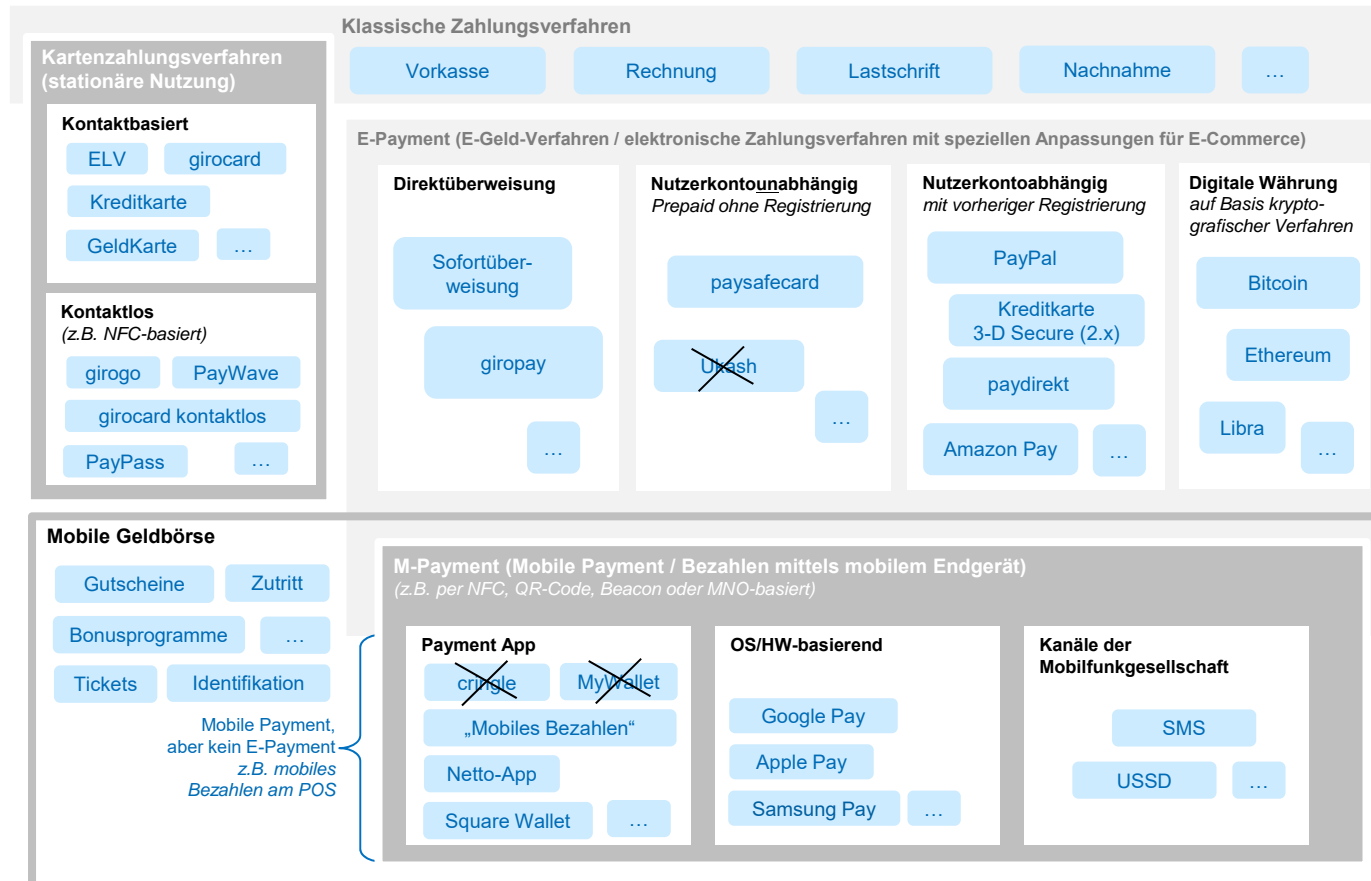 Klassische Zahlungsverfahren
Vorkasse
Rechnung
Lastschrift
Nachnahme
…
Kartenzahlungsverfahren
(stationäre Nutzung)
Kontaktbasiert
ELV
girocard
Kreditkarte
GeldKarte
…
Kontaktlos
(z.B. NFC-basiert)
girogo
PayWave
girocard kontaktlos
PayPass
…
E-Payment (E-Geld-Verfahren / elektronische Zahlungsverfahren mit speziellen Anpassungen für E-Commerce)
Direktüberweisung
Sofortüber-
weisung
giropay
…
Nutzerkontounabhängig
Prepaid ohne Registrierung
paysafecard
Ukash
…
Nutzerkontoabhängig
mit vorheriger Registrierung
PayPal
Kreditkarte
3-D Secure (2.x)
paydirekt
Amazon Pay
…
Digitale Währung
auf Basis krypto-
grafischer Verfahren
Bitcoin
Ethereum
Libra
…
Mobile Geldbörse
Gutscheine
Zutritt
Bonusprogramme
…
Tickets
Identifikation
Mobile Payment,
aber kein E-Payment
z.B. mobiles
Bezahlen am POS
M-Payment (Mobile Payment / Bezahlen mittels mobilem Endgerät)
(z.B. per NFC, QR-Code, Beacon oder MNO-basiert)
Payment App
cringle
MyWallet
„Mobiles Bezahlen“
Netto-App
Square Wallet
…
OS/HW-basierend
Google Pay
Apple Pay
Samsung Pay
…
Kanäle der
Mobilfunkgesellschaft
SMS
USSD
…